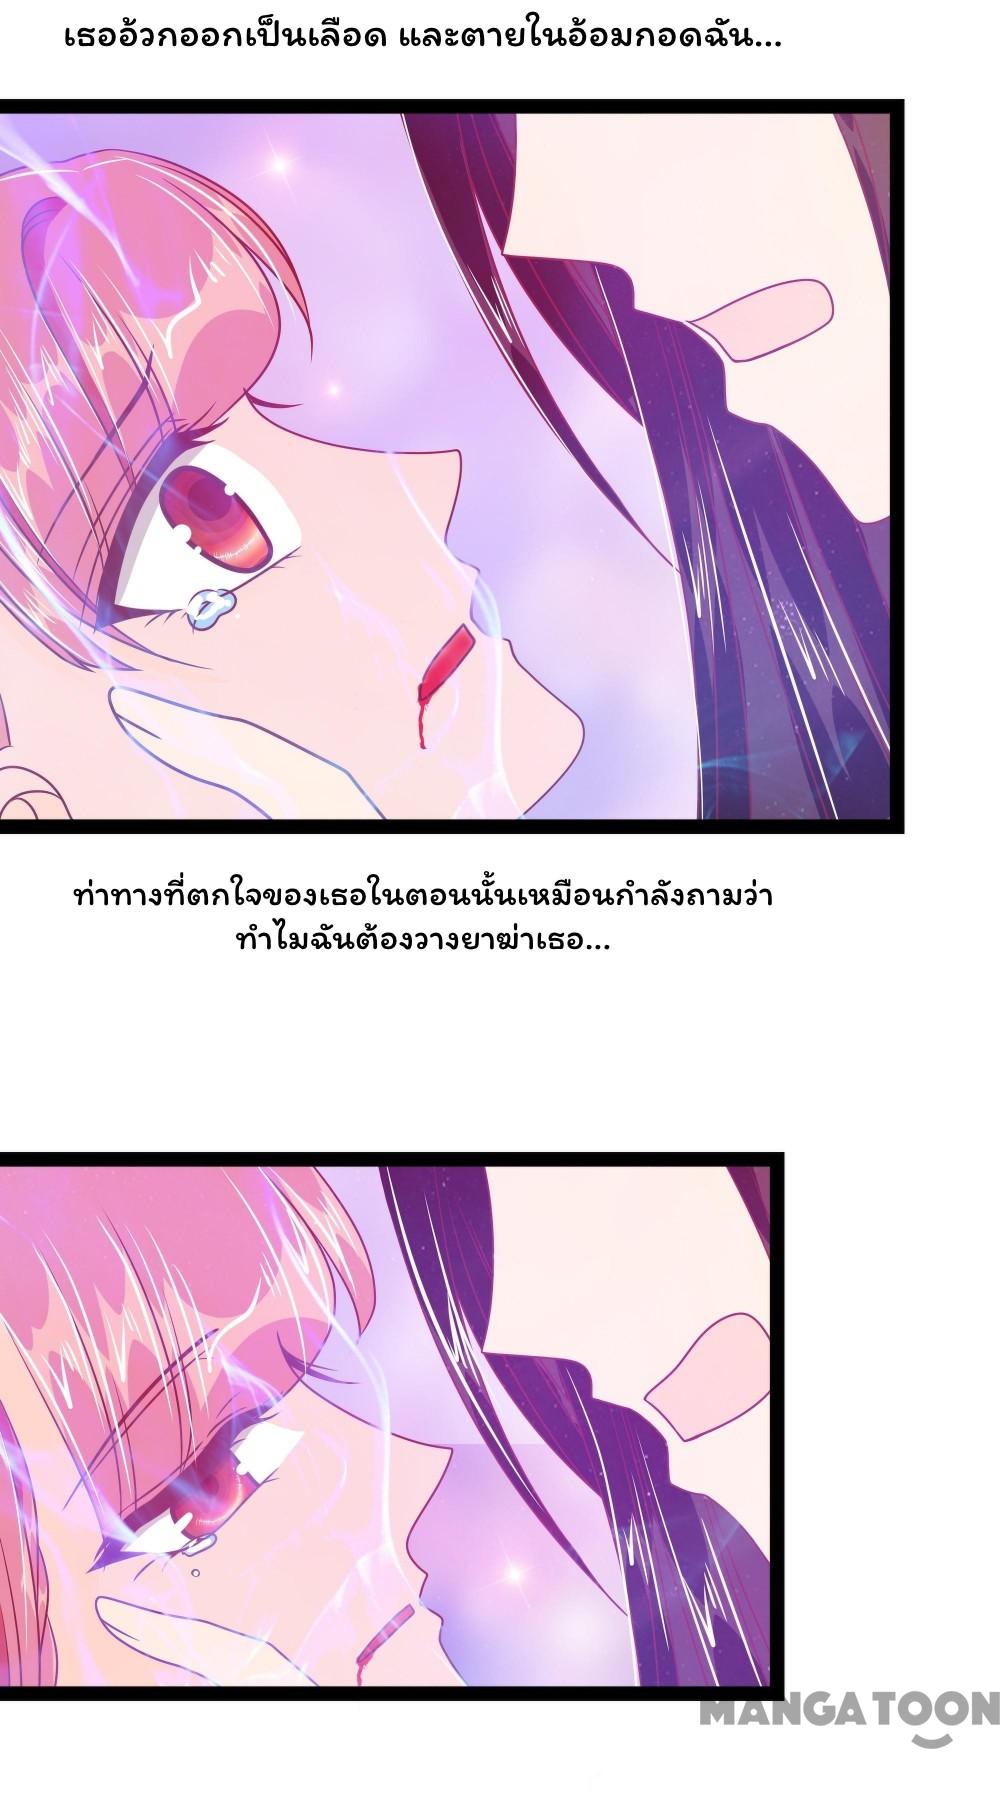 เธออ้วกออกเป็นเลือด และตายในอ้อมกอดฉัน...
ท่าทางที่ตกใจของเธอในตอนนั้นเหมือนกำลังถามว่า
ทำไมฉันต้องวางยาฆ่าเธอ...
MANGATOON